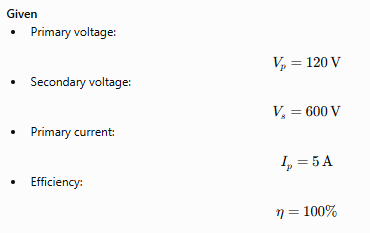 Given
• Primary voltage:
Vₚ = 120 V
• Secondary voltage:
Vₛ = 600 V
• Primary current:
Iₚ = 5 A
• Efficiency:
η = 100%